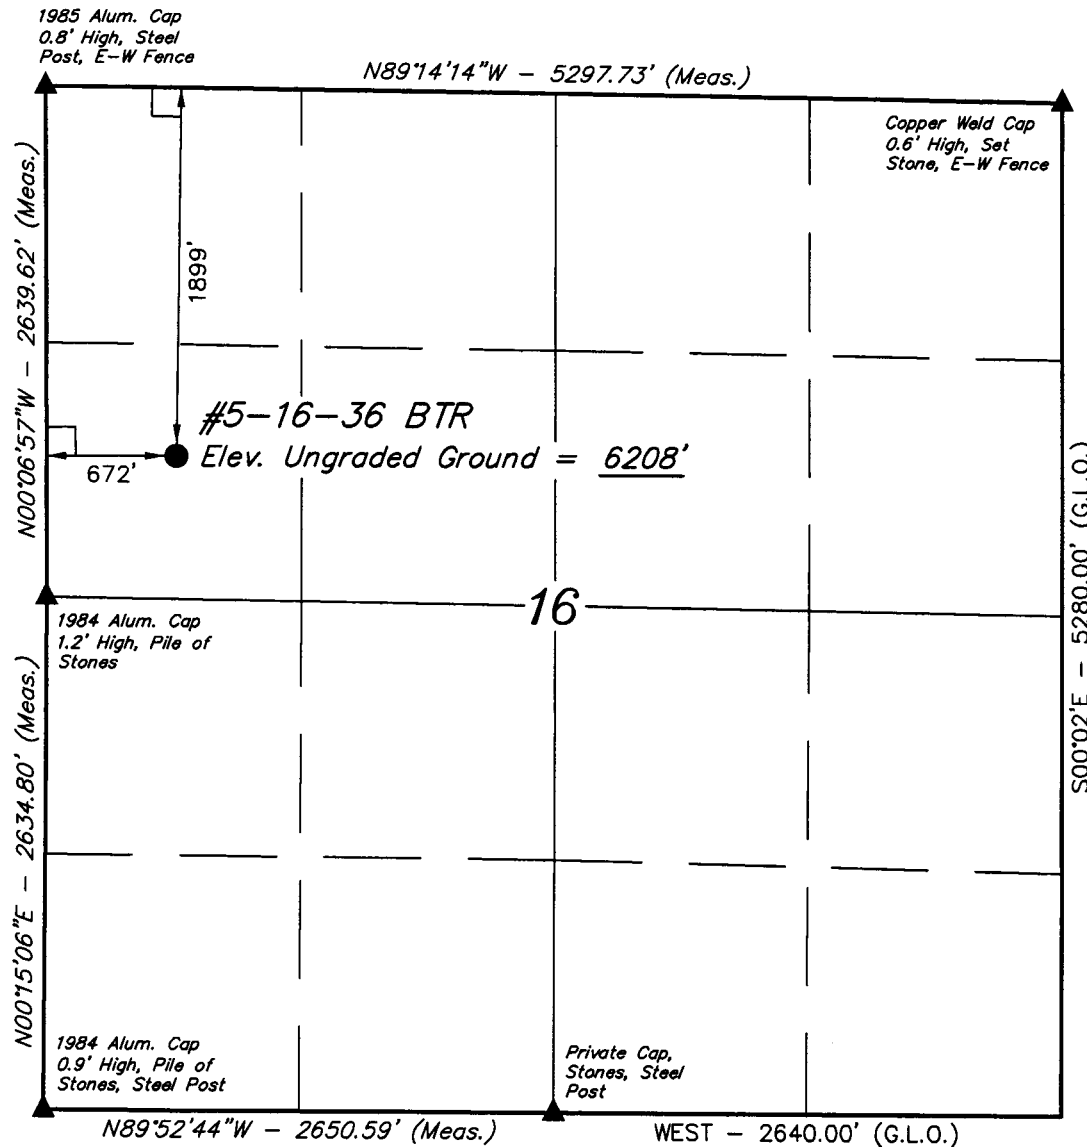 1985 Alum. Cap
0.8' High, Steel
Post, E-W Fence
N89°14'14"W - 5297.73' (Meas.)
Copper Weld Cap
0.6' High, Set
Stone, E-W Fence
N00°06'57"W - 2639.62' (Meas.)
1899'
#5-16-36 BTR
Elev. Ungraded Ground = 6208'
672'
S00°02'E - 5280.00' (G.L.O.)
16
1984 Alum. Cap
1.2' High, Pile of
Stones
N00°15'06"E - 2634.80' (Meas.)
1984 Alum. Cap
0.9' High, Pile of
Stones, Steel Post
Private Cap,
Stones, Steel
Post
N89°52'44"W - 2650.59' (Meas.)
WEST - 2640.00' (G.L.O.)